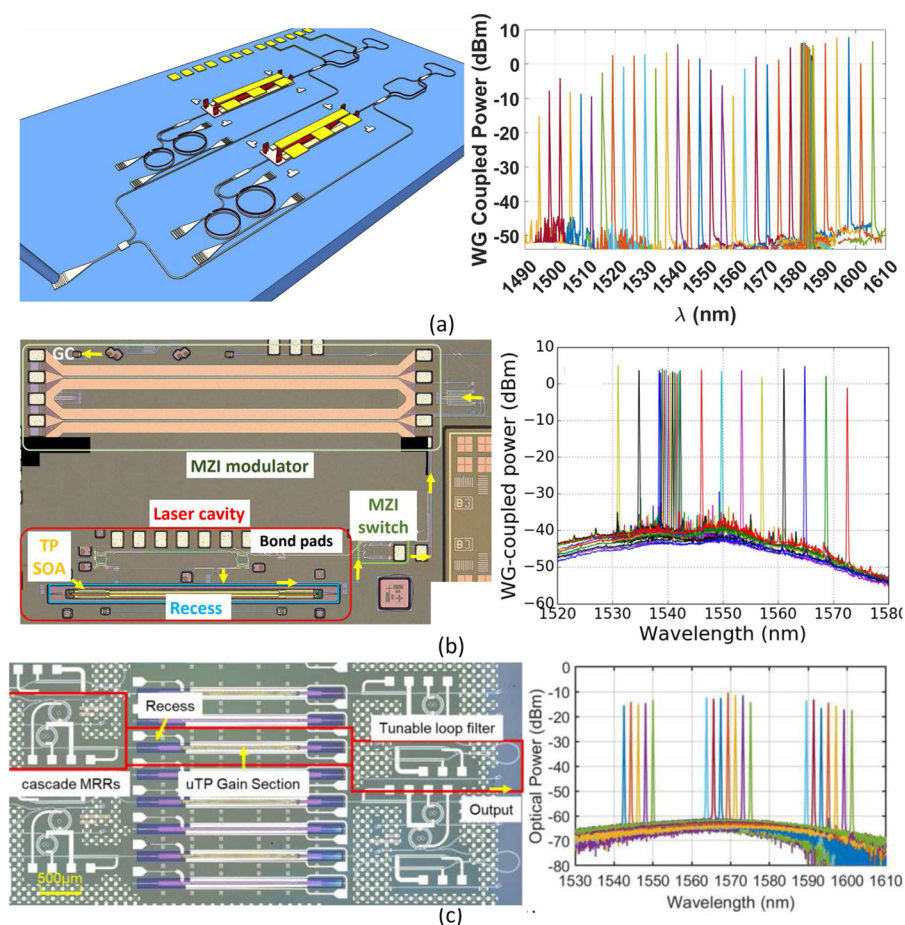 10
0
-10
-20
-30
-40
-50
WG Coupled Power (dBm)
1490
1500
1510
1520
1530
1540
1550
1560
1570
1580
1590
1600
1610
λ (nm)
(a)
GC
MZI modulator
Laser cavity
MZI
switch
Bond pads
TP
SOA
Recess
B3
B3
10
0
−10
−20
−30
−40
−50
−60
WG-coupled power (dBm)
1520
1530
1540
1550
1560
1570
1580
Wavelength (nm)
(b)
Recess
Tunable loop filter
cascade MRRs
uTP Gain Section
Output
500μm
0
-10
-20
-30
-40
-50
-60
-70
-80
Optical Power (dBm)
1530
1540
1550
1560
1570
1580
1590
1600
1610
Wavelength (nm)
(c)